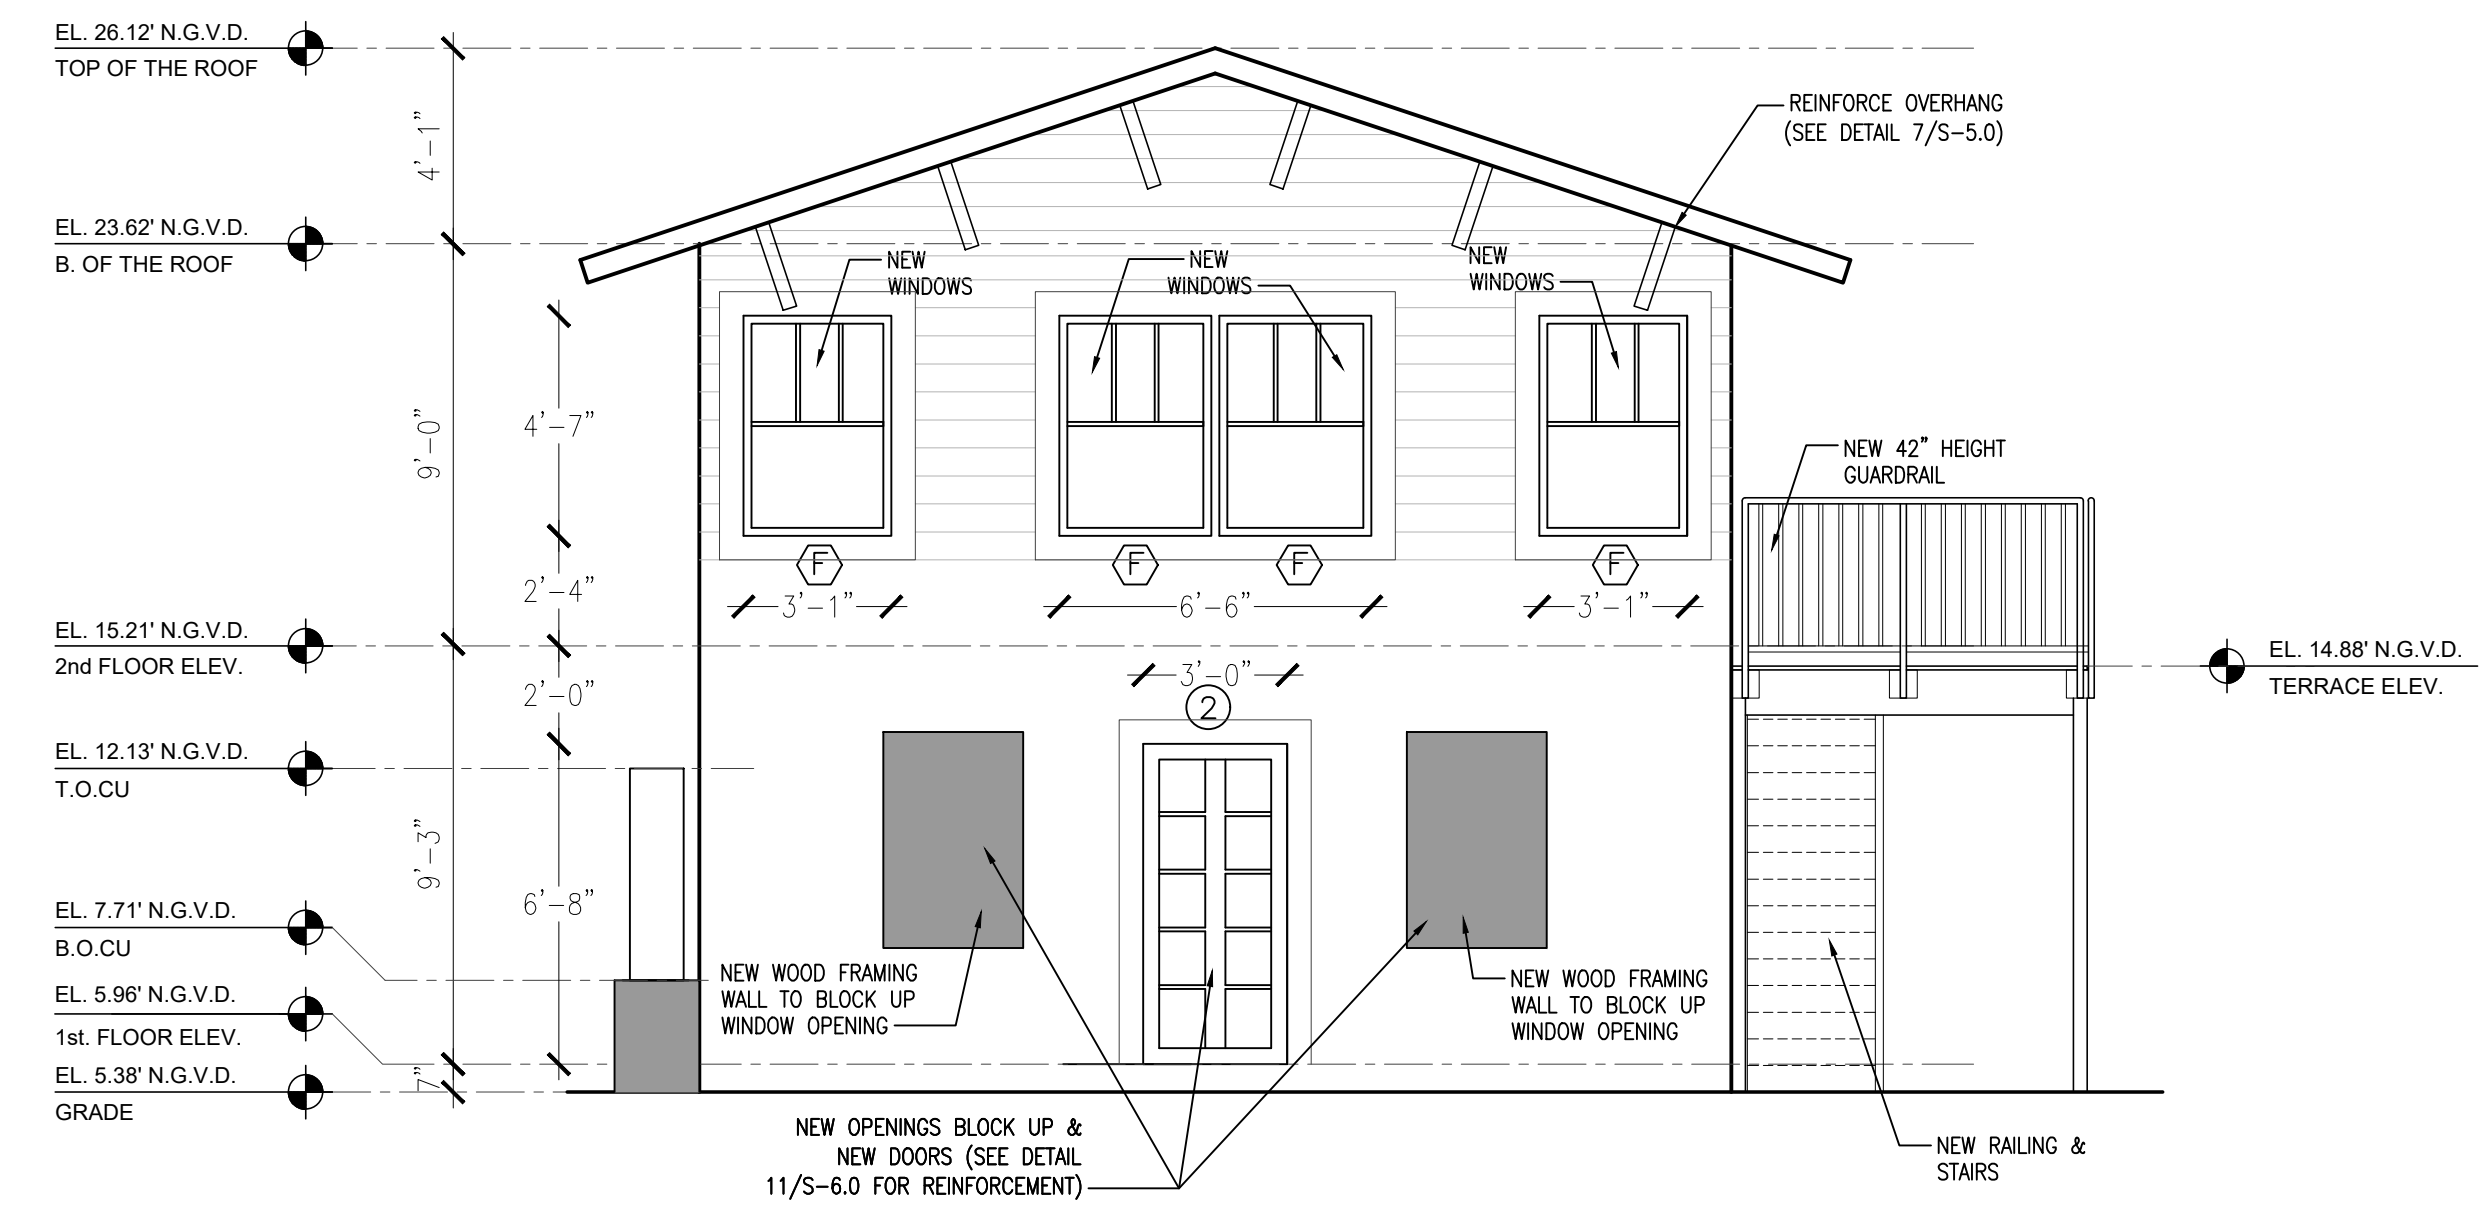 EL. 26.12' N.G.V.D.
TOP OF THE ROOF
4'-1"
REINFORCE OVERHANG
(SEE DETAIL 7/S-5.0)
EL. 23.62' N.G.V.D.
B. OF THE ROOF
NEW
WINDOWS
NEW
WINDOWS
NEW
WINDOWS
9'-0"
4'-7"
NEW 42" HEIGHT
GUARDRAIL
F
F
F
F
2'-4"
3'-1"
6'-6"
3'-1"
EL. 15.21' N.G.V.D.
2nd FLOOR ELEV.
EL. 14.88' N.G.V.D.
TERRACE ELEV.
2'-0"
3'-0"
2
EL. 12.13' N.G.V.D.
T.O.CU
9'-3"
6'-8"
EL. 7.71' N.G.V.D.
B.O.CU
NEW WOOD FRAMING
WALL TO BLOCK UP
WINDOW OPENING
NEW WOOD FRAMING
WALL TO BLOCK UP
WINDOW OPENING
EL. 5.96' N.G.V.D.
1st. FLOOR ELEV.
7"
EL. 5.38' N.G.V.D.
GRADE
NEW OPENINGS BLOCK UP &
NEW DOORS (SEE DETAIL
11/S-6.0 FOR REINFORCEMENT)
NEW RAILING &
STAIRS